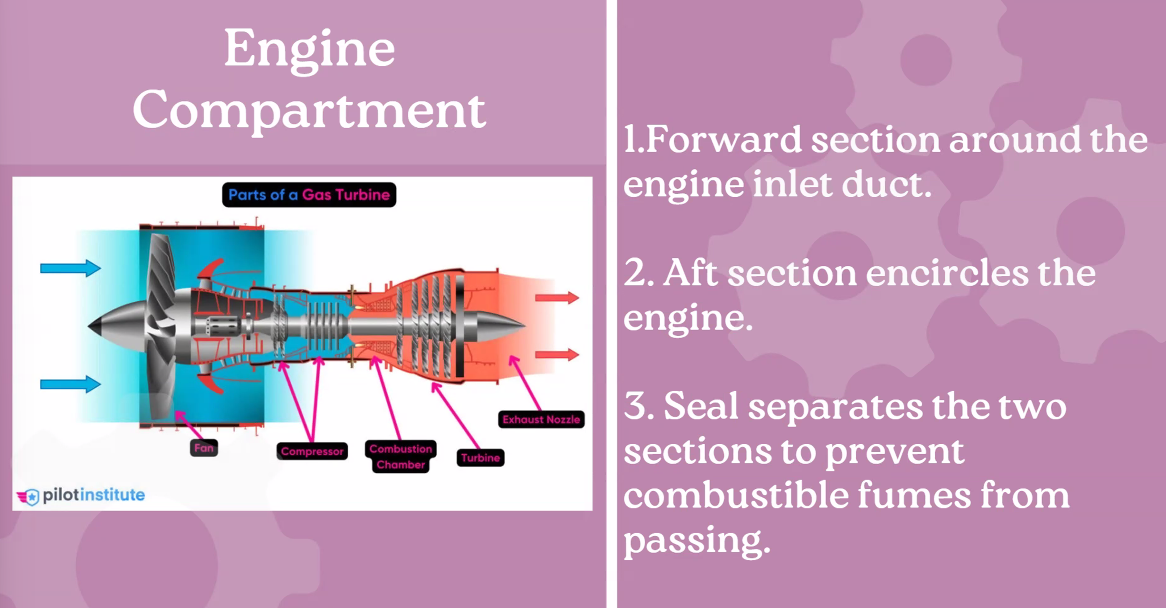 Engine
Compartment
Parts of a Gas Turbine
Fan
Compressor
Combustion
Chamber
Turbine
Exhaust Nozzle
pilotinstitute
1.Forward section around the
engine inlet duct.
2. Aft section encircles the
engine.
3. Seal separates the two
sections to prevent
combustible fumes from
passing.